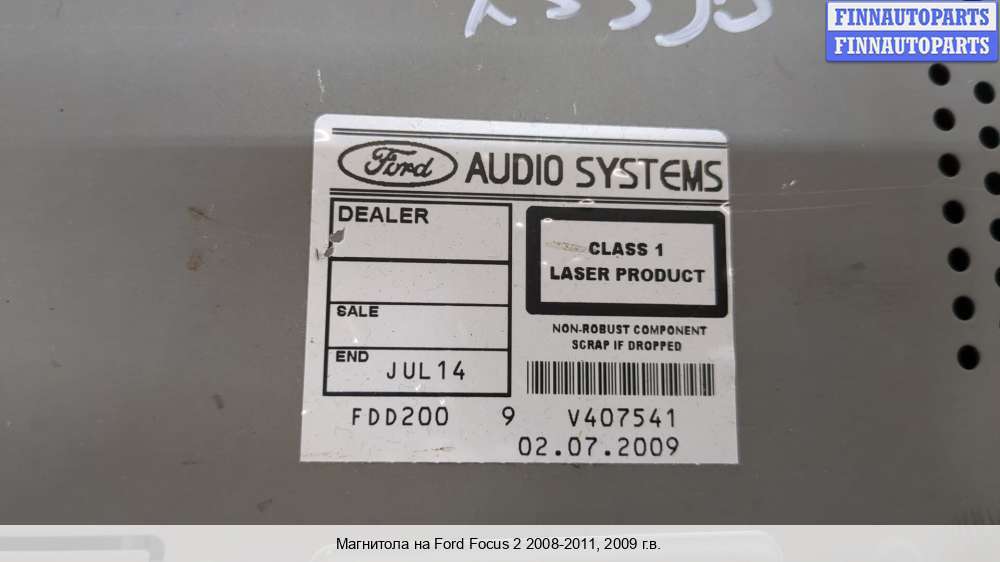 FINNAUTOPARTS
FINNAUTOPARTS
Ford AUDIO SYSTEMS
DEALER
SALE
END JUL14
CLASS 1
LASER PRODUCT
NON-ROBUST COMPONENT
SCRAP IF DROPPED
FDD200 9 V407541
02.07.2009
Магнитола на Ford Focus 2 2008-2011, 2009 г.в.